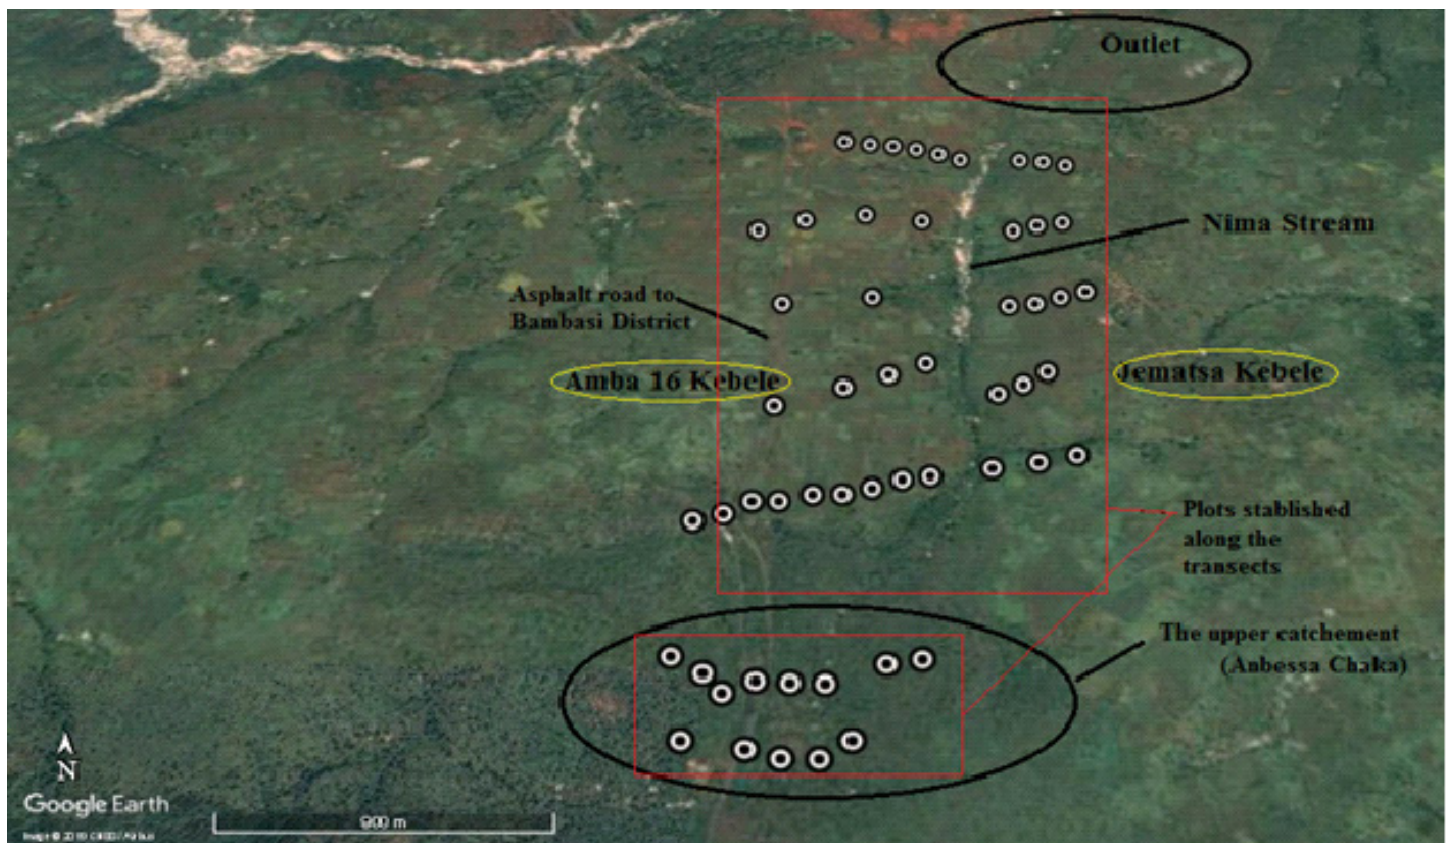 Outlet
Nima Stream
Asphalt road to
Bambasi District
Amba 16 Kebele
Jematsa Kebele
Plots stablished
along the
transects
The upper catchement
(Anbessa Chaka)
N
Google Earth
900 m